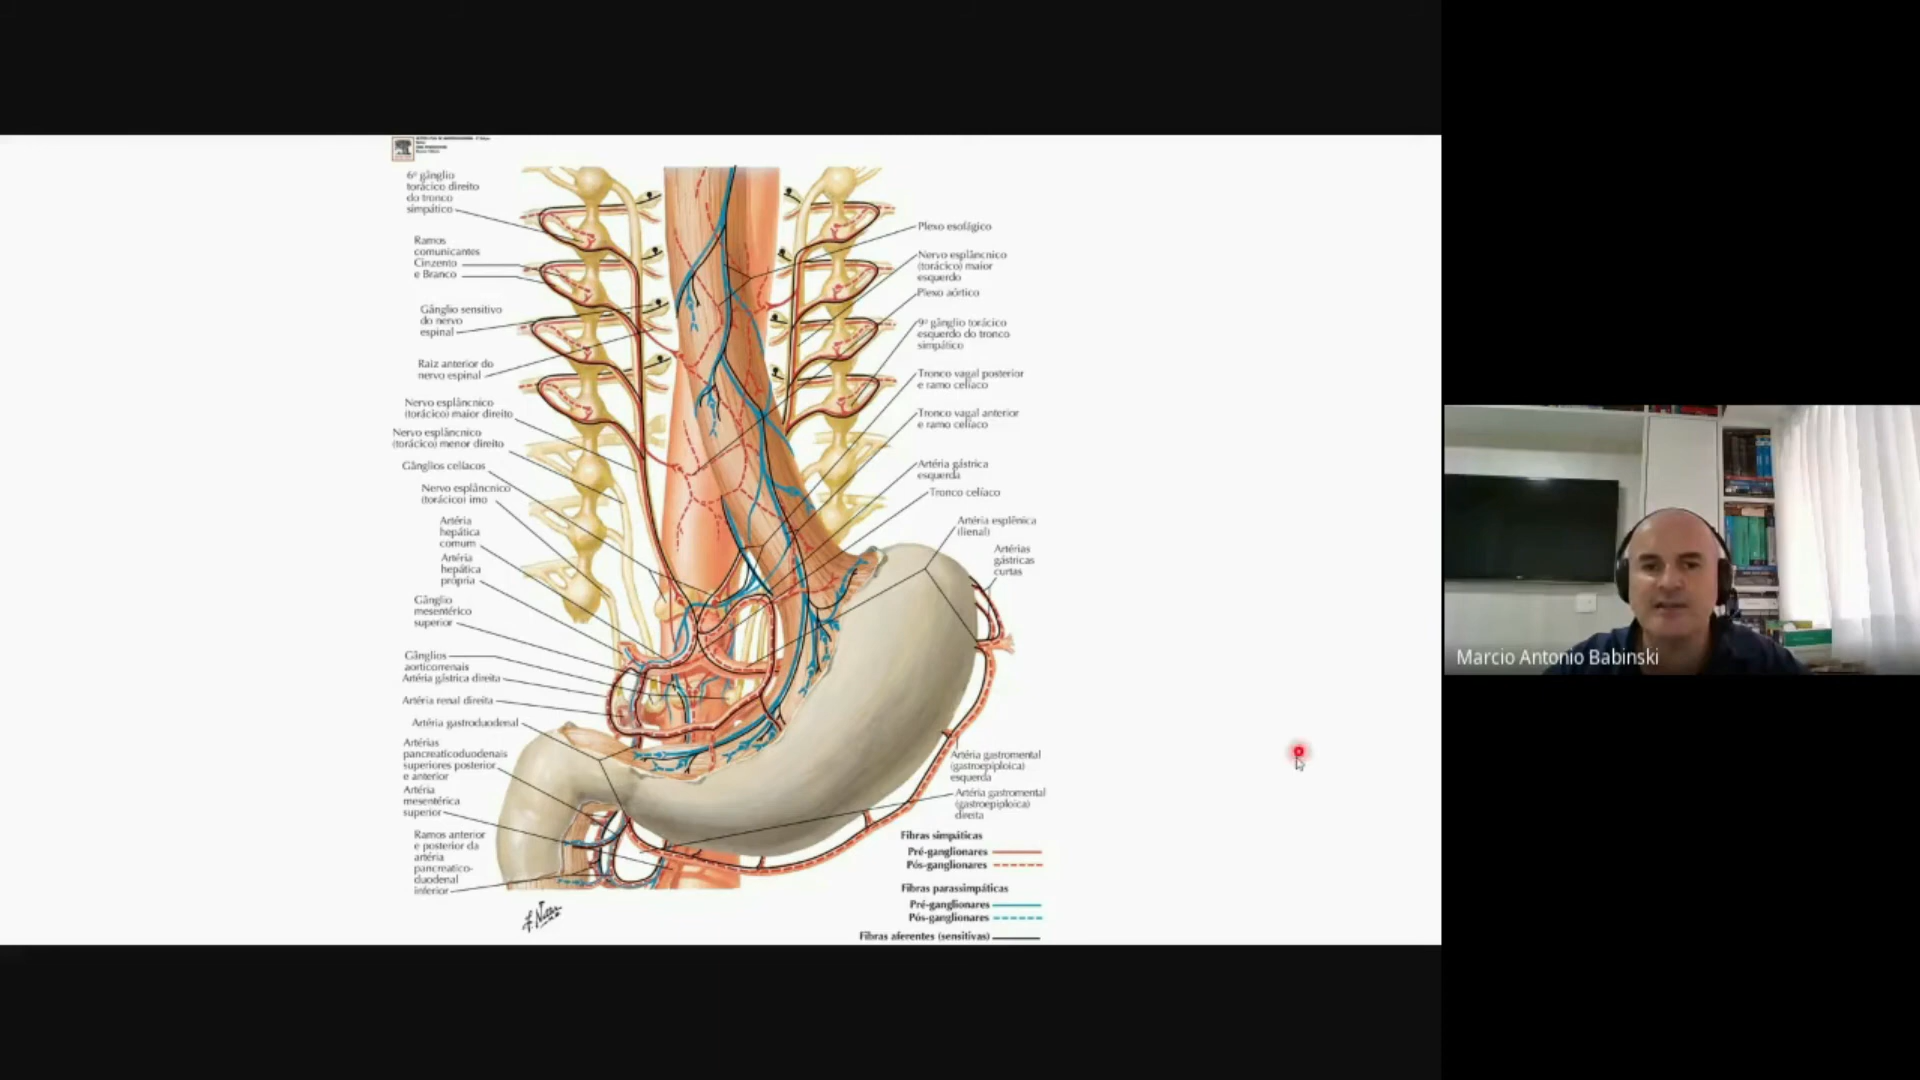 6º gânglio
torácico direito
do tronco
simpático
Ramos
comunicantes
Cinzento
e Branco
Gânglio sensitivo
do nervo
espinal
Raiz anterior do
nervo espinal
Nervo esplâncnico
(torácico) maior direito
Nervo esplâncnico
(torácico) menor direito
Gânglios celíacos
Nervo esplâncnico
(torácico) imo
Artéria
hepática
comum
Artéria
hepática
própria
Gânglio
mesentérico
superior
Gânglios
aorticorrenais
Artéria gástrica direita
Artéria renal direita
Artéria gastroduodenal
Artérias
pancreaticoduodenais
superiores posterior
e anterior
Artéria
mesentérica
superior
Ramos anterior
e posterior da
artéria
pancreatico-
duodenal
inferior
Plexo esofágico
Nervo esplâncnico
(torácico) maior
esquerdo
Plexo aórtico
9º gânglio torácico
esquerdo do tronco
simpático
Tronco vagal posterior
e ramo celíaco
Tronco vagal anterior
e ramo celíaco
Artéria gástrica
esquerda
Tronco celíaco
Artéria esplênica
(lienal)
Artérias
gástricas
curtas
Artéria gastromental
(gastroepiploica)
esquerda
Artéria gastromental
(gastroepiploica)
direita
Fibras simpáticas
Pré-ganglionares
Pós-ganglionares
Fibras parassimpáticas
Pré-ganglionares
Pós-ganglionares
Fibras aferentes (sensitivas)
Marcio Antonio Babinski